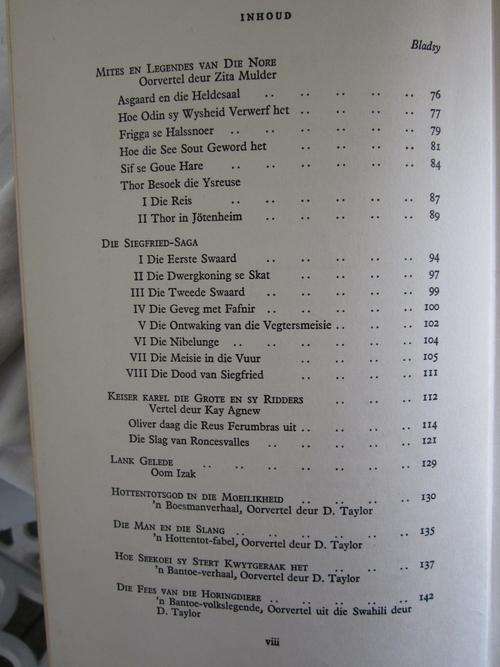 INHOUD
Bladsy
MITES EN LEGENDES VAN DIE NORE
Oorvertel deur Zita Mulder
Asgaard en die Heldesaal .. .. .. .. 76
Hoe Odin sy Wysheid Verwerf het .. .. .. .. 77
Frigga se Halssnoer .. .. .. .. .. 79
Hoe die See Sout Geword het .. .. .. .. 81
Sif se Goue Hare .. .. .. .. .. 84
Thor Besoek die Ysreuse
I Die Reis .. .. .. .. .. 87
II Thor in Jötenheim .. .. .. .. 89
DIE SIEGFRIED-SAGA
I Die Eerste Swaard .. .. .. .. .. 94
II Die Dwergkoning se Skat .. .. .. .. 97
III Die Tweede Swaard .. .. .. .. .. 99
IV Die Geveg met Fafnir .. .. .. .. .. 100
V Die Ontwaking van die Vegtersmeisie .. .. .. 102
VI Die Nibelunge .. .. .. .. .. .. 104
VII Die Meisie in die Vuur .. .. .. .. 105
VIII Die Dood van Siegfried .. .. .. .. 111
KEISER KAREL DIE GROTE EN SY RIDDERS .. .. .. 112
Vertel deur Kay Agnew
Oliver daag die Reus Ferumbras uit .. .. .. .. 114
Die Slag van Roncesvalles .. .. .. .. 121
LANK GELEDE .. .. .. .. .. .. .. 129
Oom Izak
HOTTENTOTSGOD IN DIE MOEILIKHEID .. .. .. .. 130
'n Boesmanverhaal, Oorvertel deur D. Taylor
DIE MAN EN DIE SLANG .. .. .. .. .. .. 135
'n Hottentot-fabel, Oorvertel deur D. Taylor
HOE SEEKOEI SY STERT KWYTGERAAK HET .. .. .. .. 137
'n Bantoe-verhaal, Oorvertel deur D. Taylor
DIE FEES VAN DIE HORINGDIERE .. .. .. .. .. 142
'n Bantoe-volkslegende, Oorvertel uit die Swahili deur
D. Taylor
viii